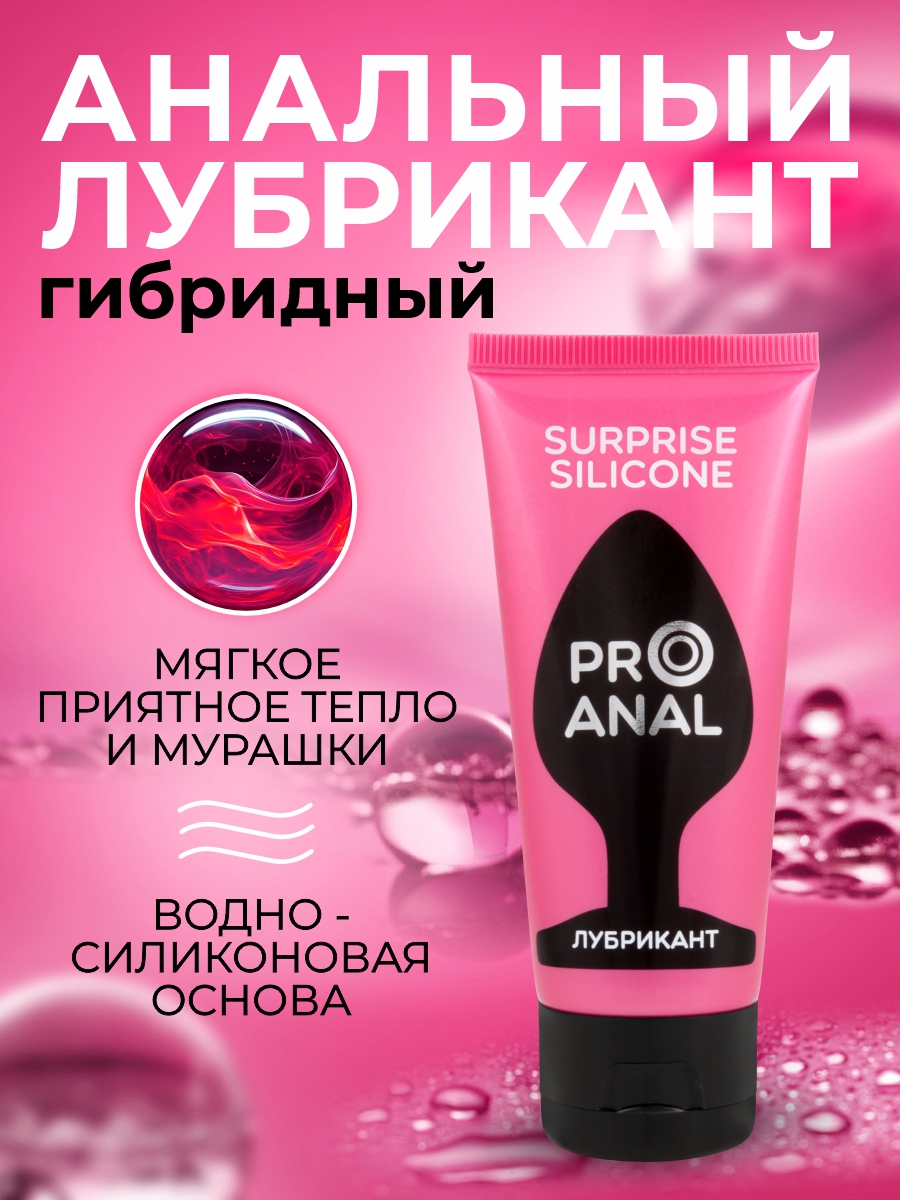 АНАЛЬНЫЙ
ЛУБРИКАНТ
гибридный
SURPRISE
SILICONE
PRO
ANAL
ЛУБРИКАНТ
МЯГКОЕ
ПРИЯТНОЕ ТЕПЛО
И МУРАШКИ
ВОДНО -
СИЛИКОНОВАЯ
ОСНОВА